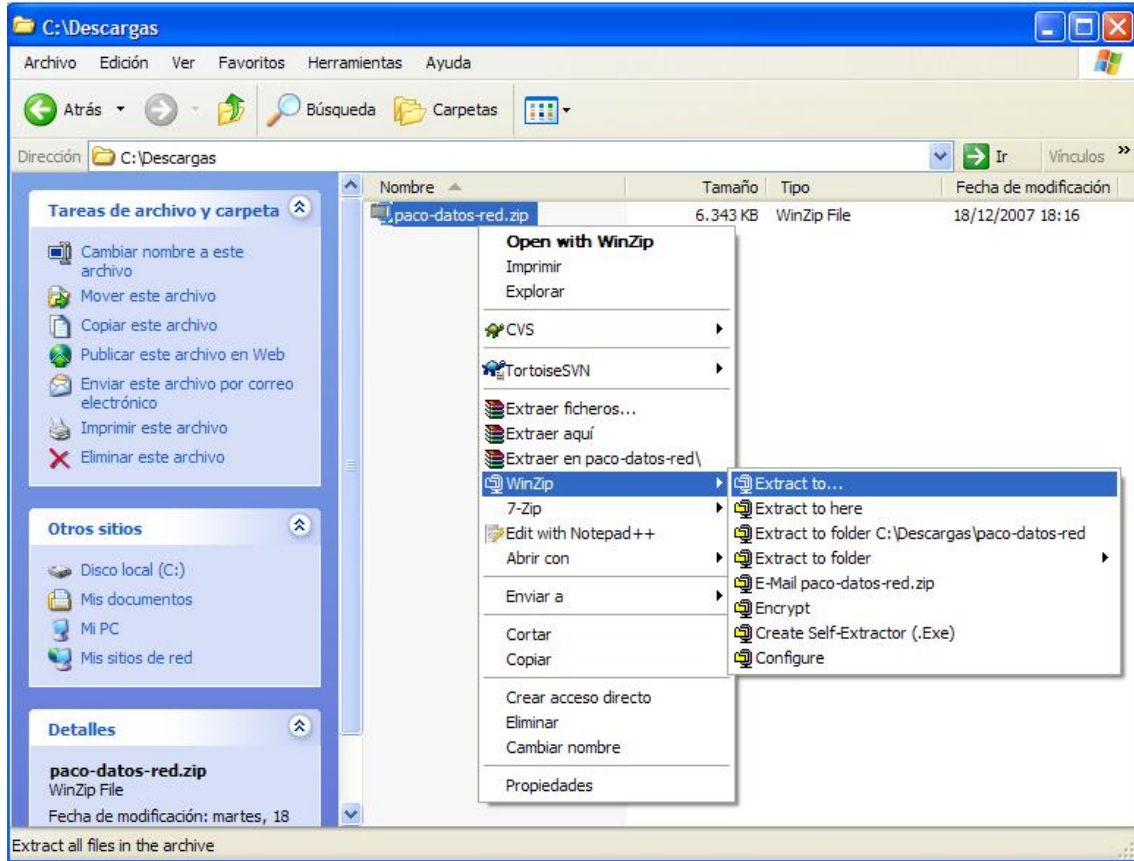 C:\Descargas
Archivo Edición Ver Favoritos Herramientas Ayuda
Atrás Búsqueda Carpetas
Dirección C:\Descargas Ir Vínculos »
Tareas de archivo y carpeta
Cambiar nombre a este
archivo
Mover este archivo
Copiar este archivo
Publicar este archivo en Web
Enviar este archivo por correo
electrónico
Imprimir este archivo
Eliminar este archivo
Otros sitios
Disco local (C:)
Mis documentos
Mi PC
Mis sitios de red
Detalles
paco-datos-red.zip
WinZip File
Fecha de modificación: martes, 18
Nombre Tamaño Tipo Fecha de modificación
paco-datos-red.zip 6.343 KB WinZip File 18/12/2007 18:16
Open with WinZip
Imprimir
Explorar
CVS
TortoiseSVN
Extraer ficheros...
Extraer aquí
Extraer en paco-datos-red\
WinZip
7-Zip
Edit with Notepad++
Abrir con
Enviar a
Cortar
Copiar
Crear acceso directo
Eliminar
Cambiar nombre
Propiedades
Extract to...
Extract to here
Extract to folder C:\Descargas\paco-datos-red
Extract to folder
E-Mail paco-datos-red.zip
Encrypt
Create Self-Extractor (.Exe)
Configure
Extract all files in the archive